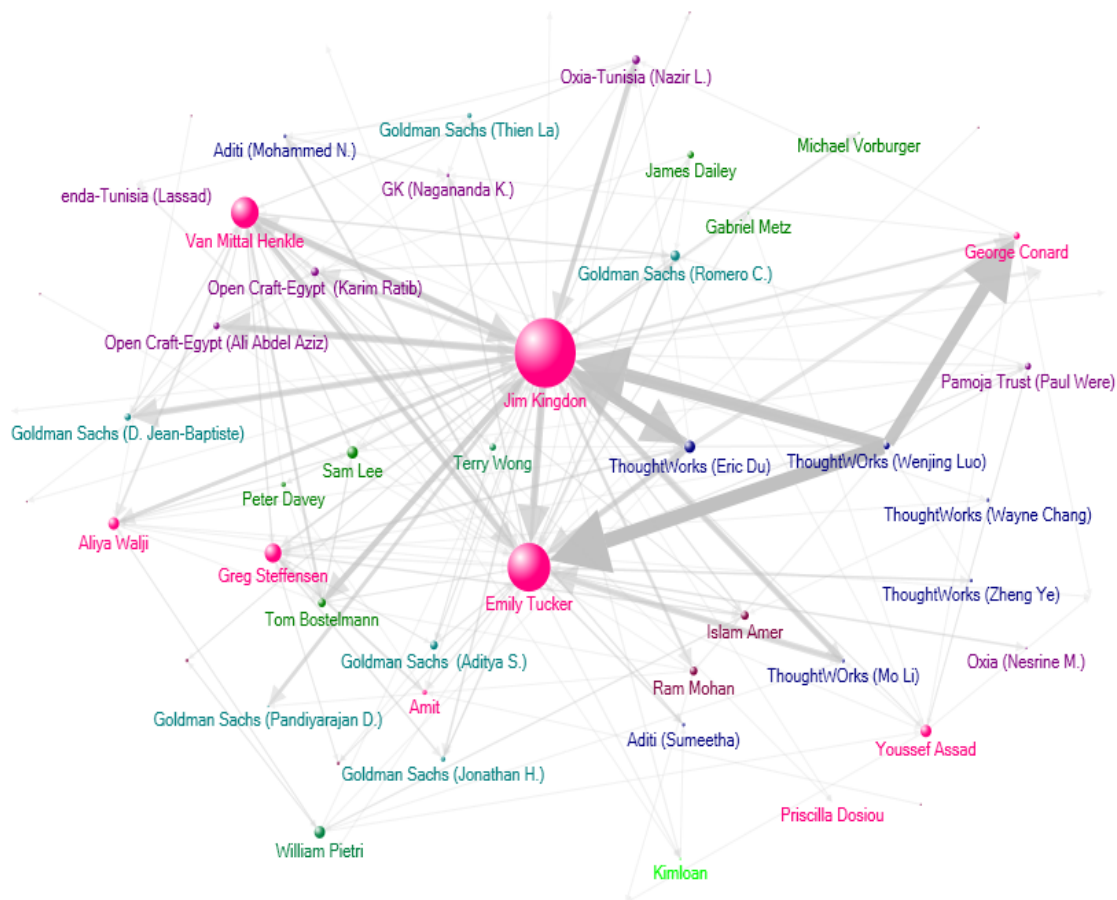 Oxia-Tunisia (Nazir L.)
Goldman Sachs (Thien La)
Michael Vorburger
Aditi (Mohammed N.)
James Dailey
GK (Nagananda K.)
enda-Tunisia (Lassad)
Gabriel Metz
Van Mittal Henkle
George Conard
Goldman Sachs (Romero C.)
Open Craft-Egypt (Karim Ratib)
Open Craft-Egypt (Ali Abdel Aziz)
Pamoja Trust (Paul Were)
Jim Kingdon
Goldman Sachs (D. Jean-Baptiste)
Sam Lee
Terry Wong
ThoughtWorks (Eric Du)
ThoughtWOrks (Wenjing Luo)
Peter Davey
ThoughtWorks (Wayne Chang)
Aliya Walji
Greg Steffensen
Emily Tucker
ThoughtWorks (Zheng Ye)
Tom Bostelmann
Islam Amer
Goldman Sachs (Aditya S.)
Oxia (Nesrine M.)
ThoughtWOrks (Mo Li)
Ram Mohan
Amit
Goldman Sachs (Pandiyarajan D.)
Aditi (Sumeetha)
Youssef Assad
Goldman Sachs (Jonathan H.)
Priscilla Dosiou
William Pietri
Kimloan